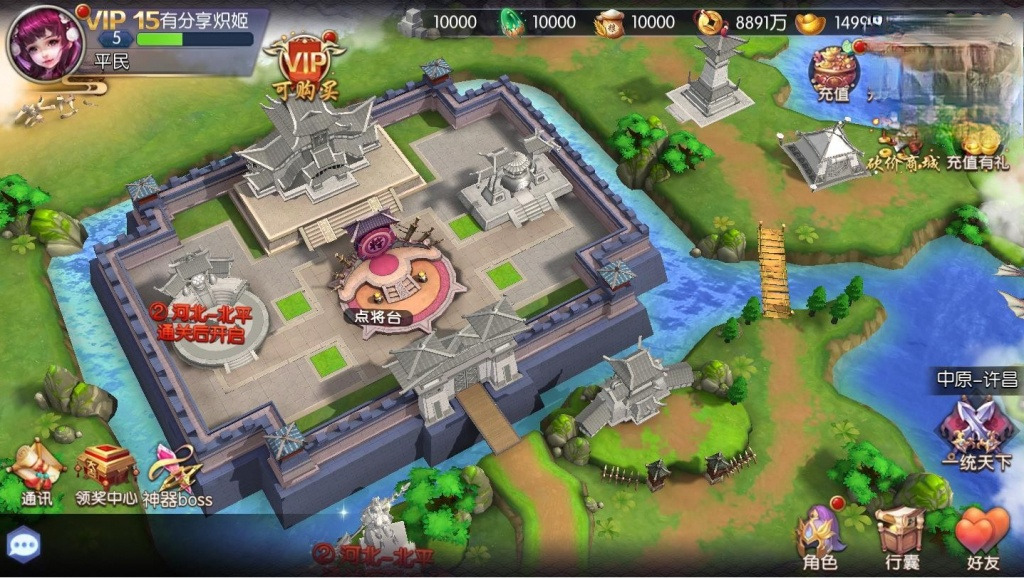 VIP 15 有分享炽姬
5
平民
10000
10000
10000
8891万
149
VIP
可购买
充值
砍价商城
充值有礼
点将台
② 河北-北平
通关后开启
中原-许昌
一统天下
通讯
领奖中心
神器boss
② 河北-北平
角色
行囊
好友